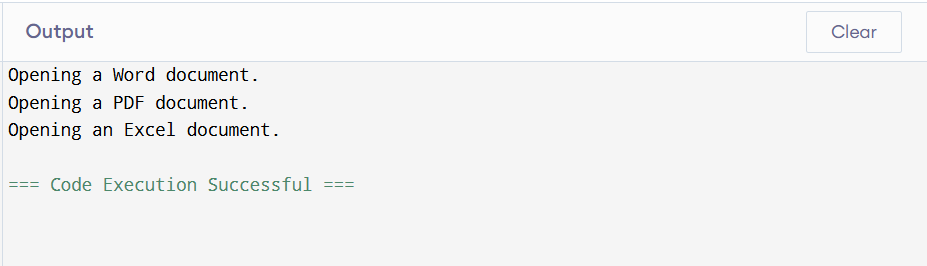 Output
Clear
Opening a Word document.
Opening a PDF document.
Opening an Excel document.
=== Code Execution Successful ===